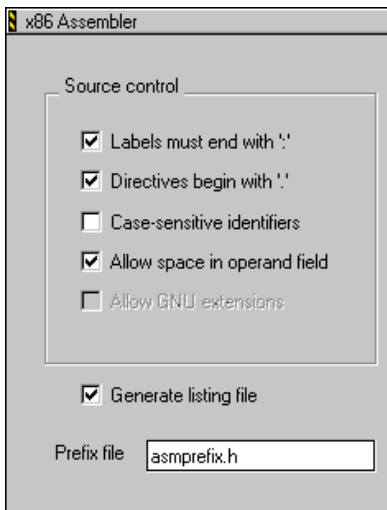 x86 Assembler
Source control
Labels must end with ':'
Directives begin with '.'
Case-sensitive identifiers
Allow space in operand field
Allow GNU extensions
Generate listing file
Prefix file
asmprefix.h